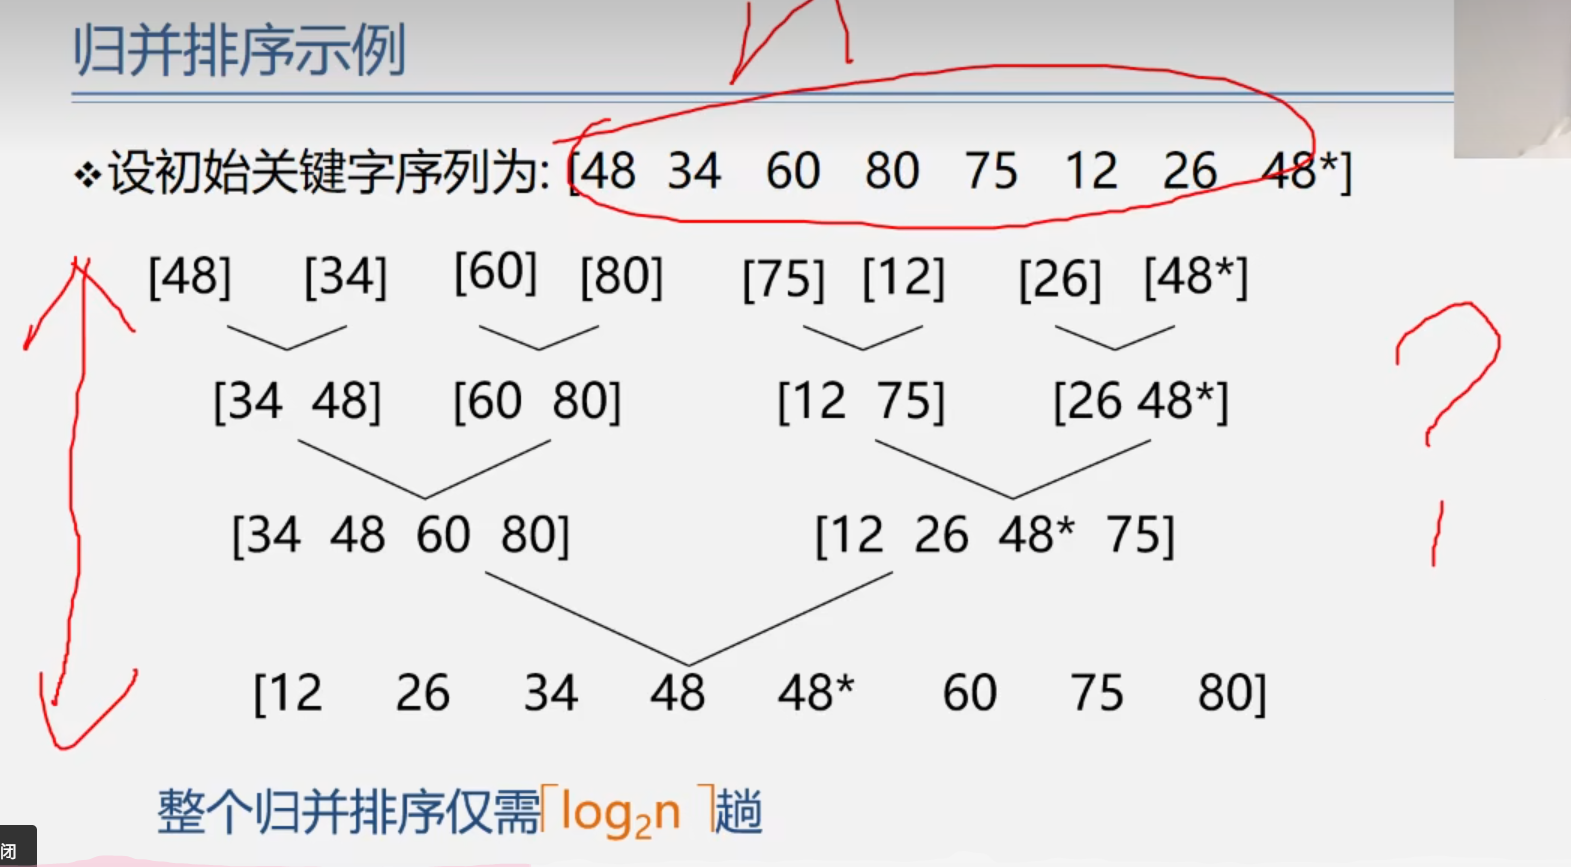 归并排序示例
❖设初始关键字序列为: [48 34 60 80 75 12 26 48*]
[48] [34] [60] [80] [75] [12] [26] [48*]
[34 48] [60 80] [12 75] [26 48*]
[34 48 60 80] [12 26 48* 75]
[12 26 34 48 48* 60 75 80]
整个归并排序仅需⌈log₂n⌉趟
闭
n
?